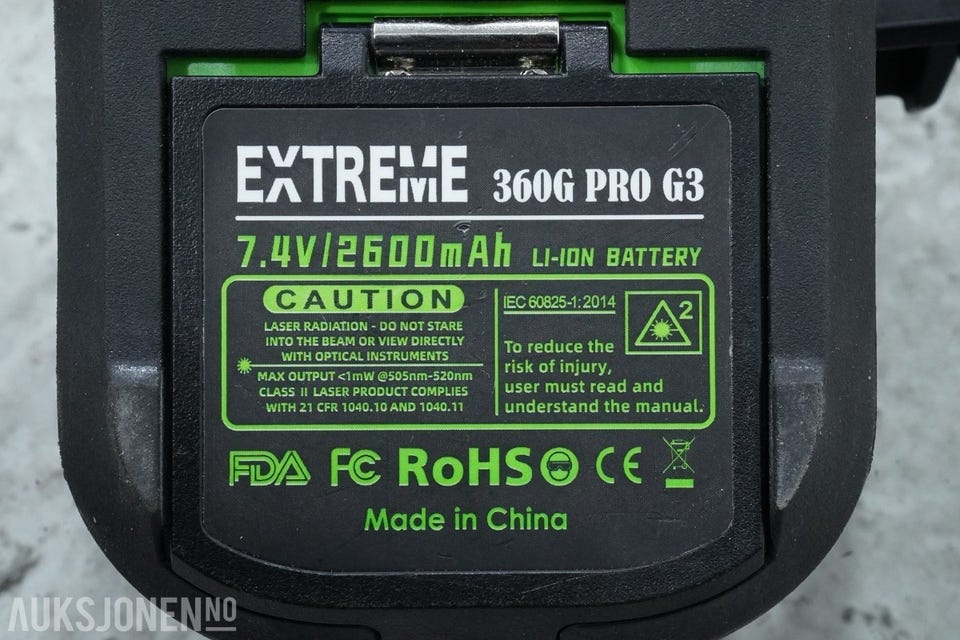 EXTREME 360G PRO G3
7.4V/2600mAh LI-ION BATTERY
CAUTION
LASER RADIATION - DO NOT STARE
INTO THE BEAM OR VIEW DIRECTLY
WITH OPTICAL INSTRUMENTS
MAX OUTPUT <1mW @505nm-520nm
CLASS II LASER PRODUCT COMPLIES
WITH 21 CFR 1040.10 AND 1040.11
IEC 60825-1:2014
2
To reduce the
risk of injury,
user must read and
understand the manual.
FDA FC RoHS CE
Made in China
AUKSJONEN.NO